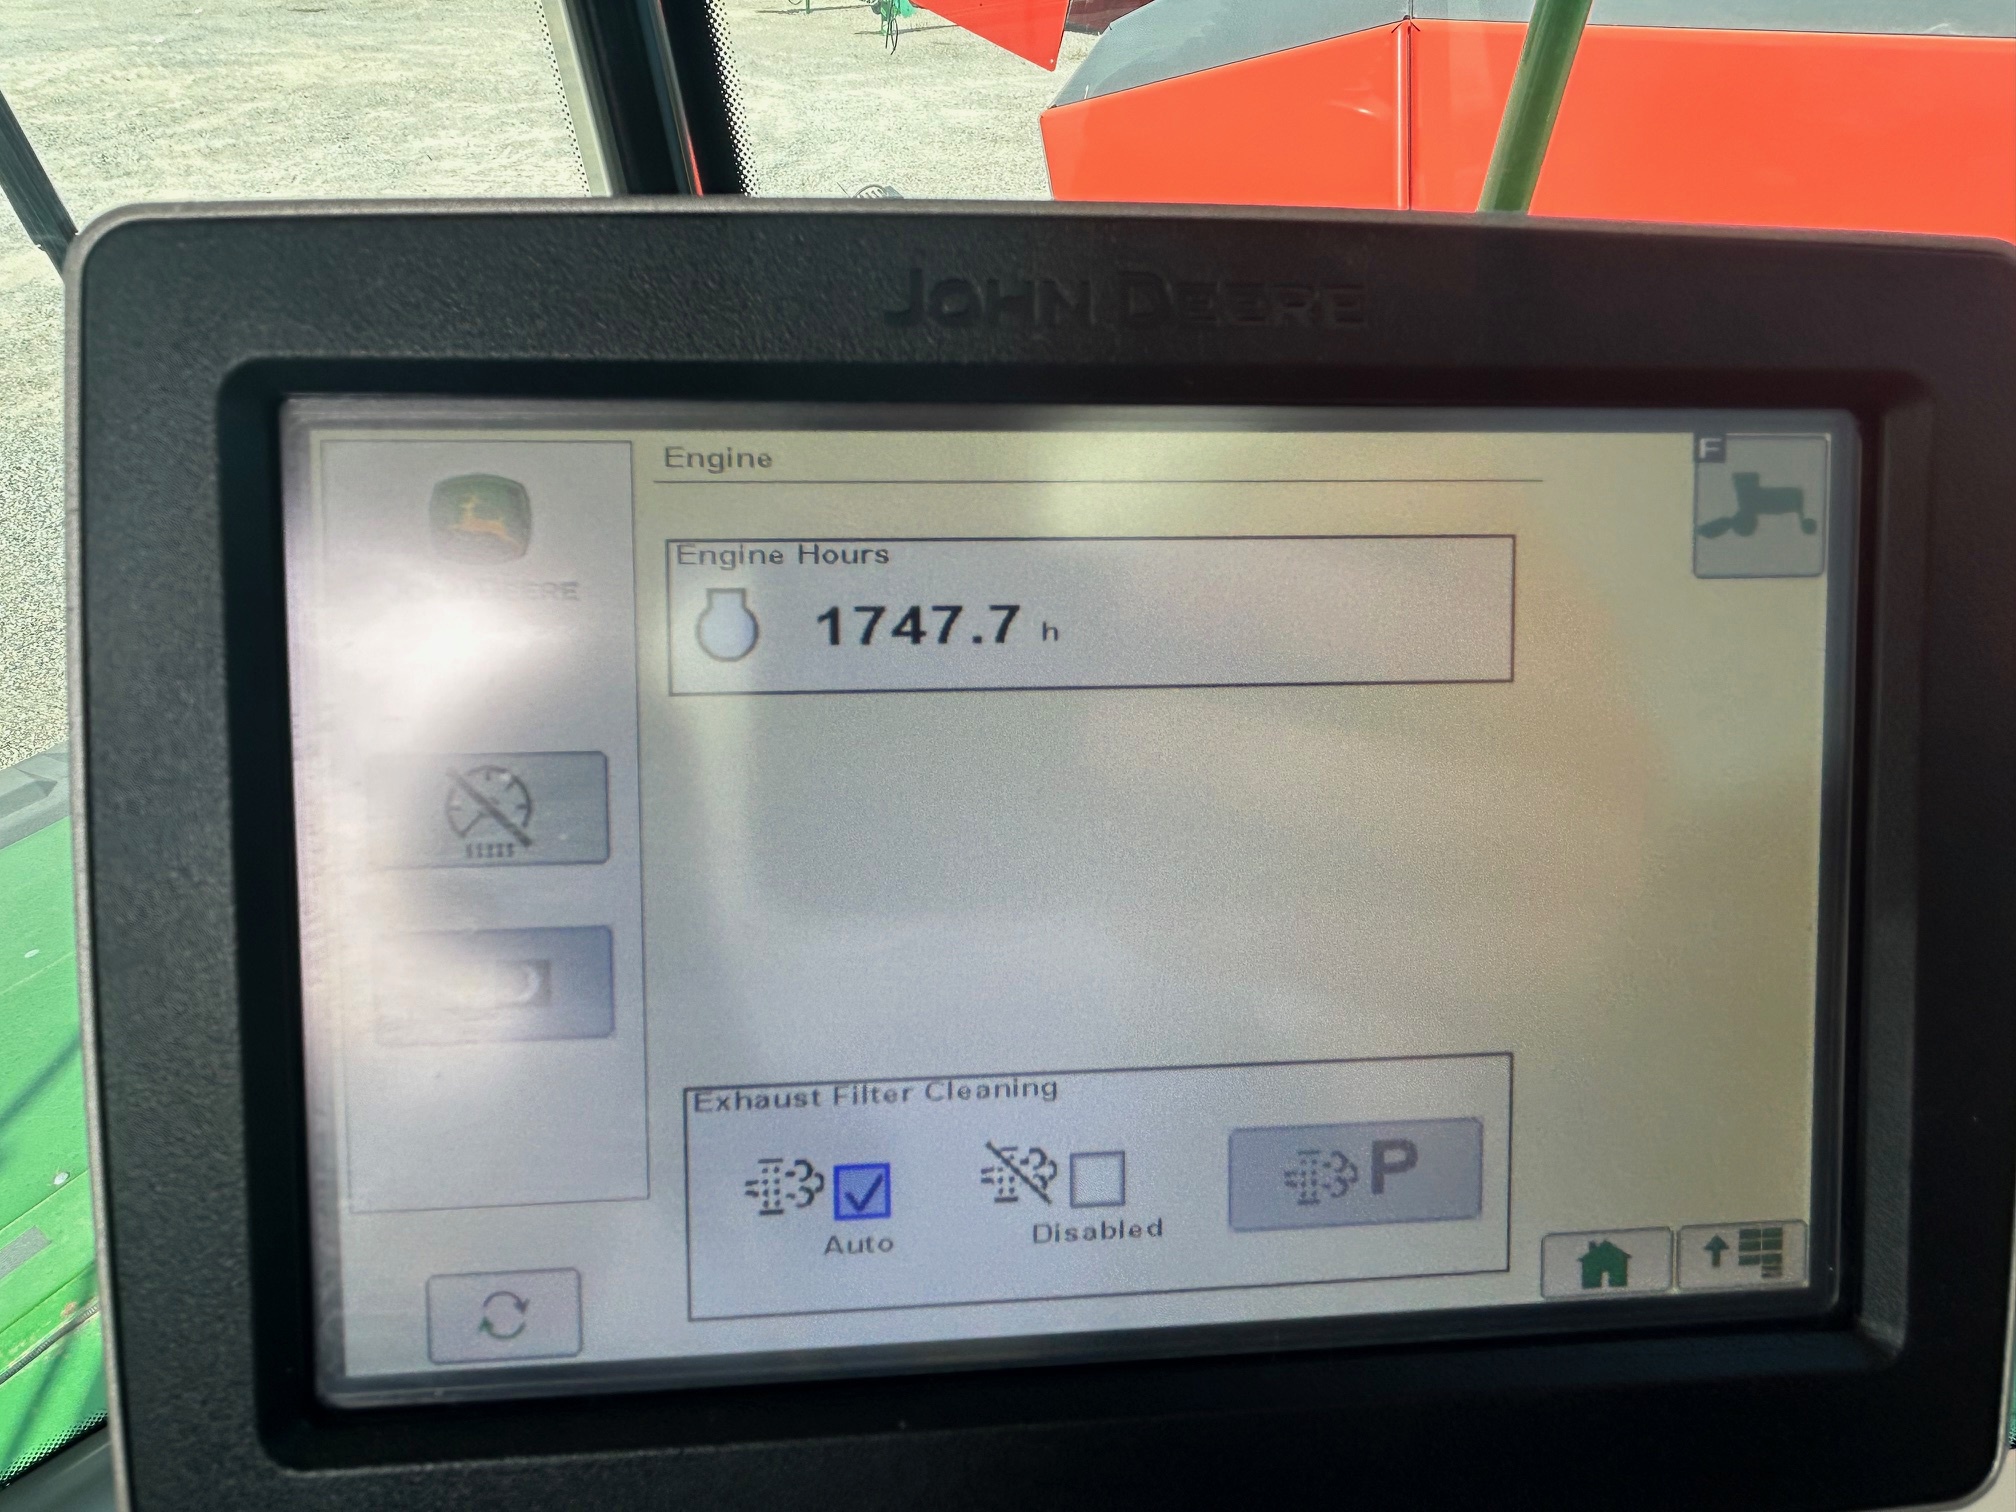 JOHN DEERE
Engine
F
Engine Hours
1747.7 h
Exhaust Filter Cleaning
P
Auto
Disabled